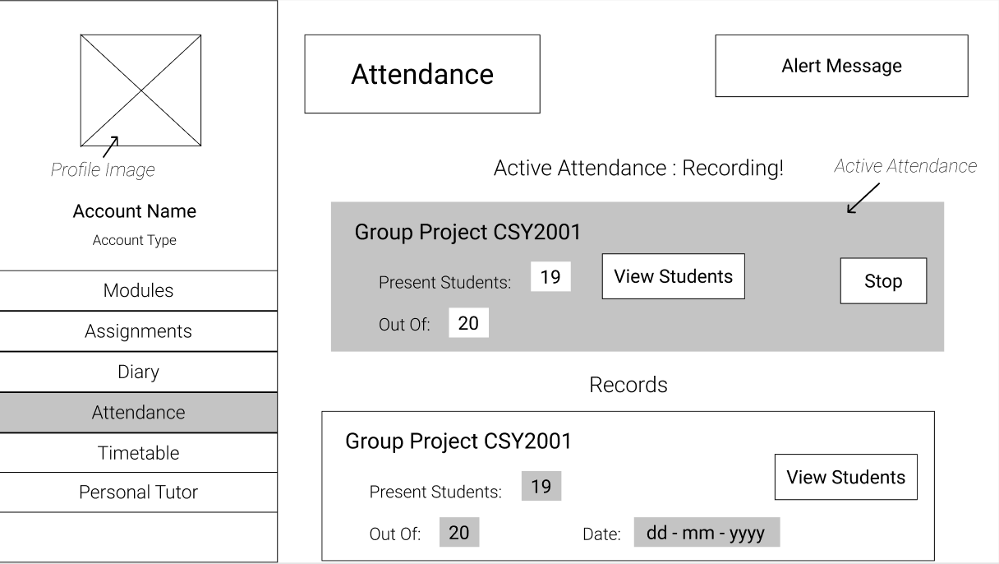 Profile Image
Account Name
Account Type
Modules
Assignments
Diary
Attendance
Timetable
Personal Tutor
Attendance
Alert Message
Active Attendance : Recording!
Active Attendance
Group Project CSY2001
Present Students: 19
View Students
Stop
Out Of: 20
Records
Group Project CSY2001
View Students
Present Students: 19
Out Of: 20
Date: dd - mm - yyyy